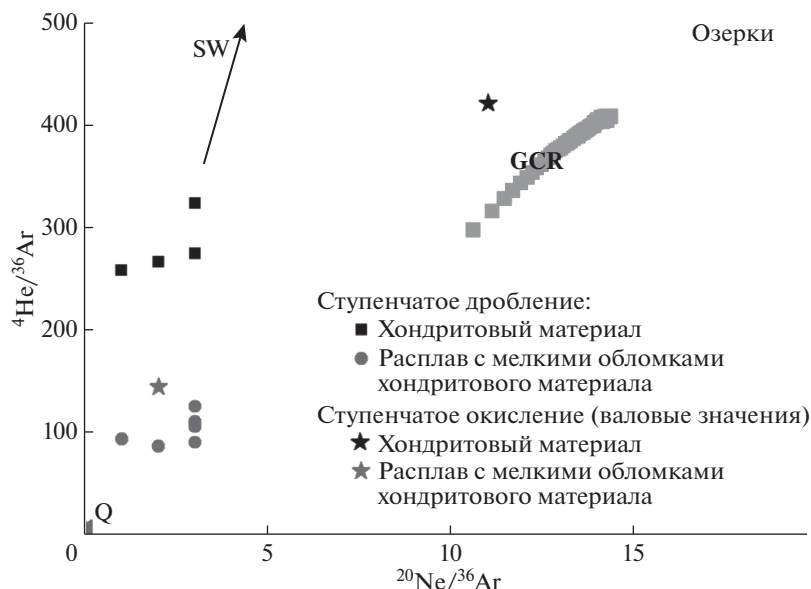 500
SW
Озерки
400
GCR
300
⁴He/³⁶Ar
Ступенчатое дробление:
Хондритовый материал
200
Расплав с мелкими обломками
хондритового материала
Ступенчатое окисление (валовые значения)
100
Хондритовый материал
Расплав с мелкими обломками
хондритового материала
Q
0
5
10
15
²⁰Ne/³⁶Ar